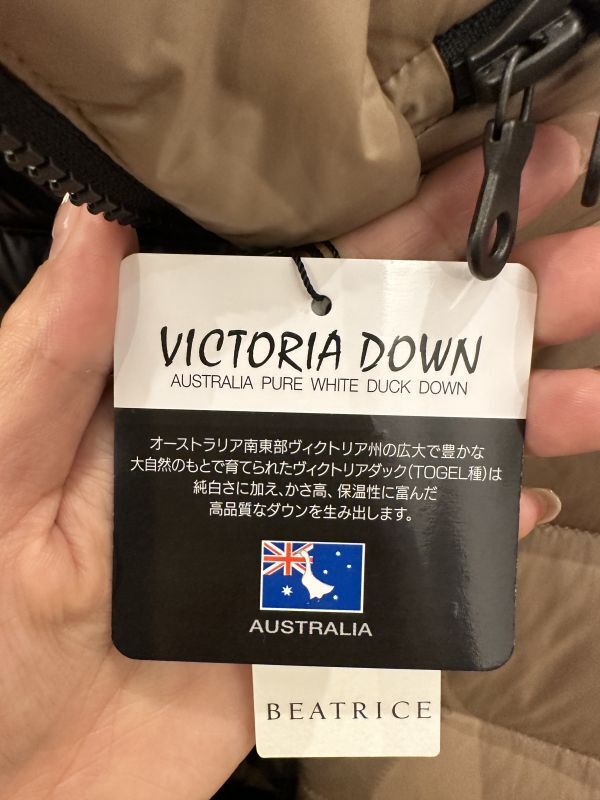 VICTORIA DOWN
AUSTRALIA PURE WHITE DUCK DOWN
オーストラリア南東部ヴィクトリア州の広大で豊かな
大自然のもとで育てられたヴィクトリアダック(TOGEL種)は
純白さに加え、かさ高、保温性に富んだ
高品質なダウンを生み出します。
AUSTRALIA
BEATRICE